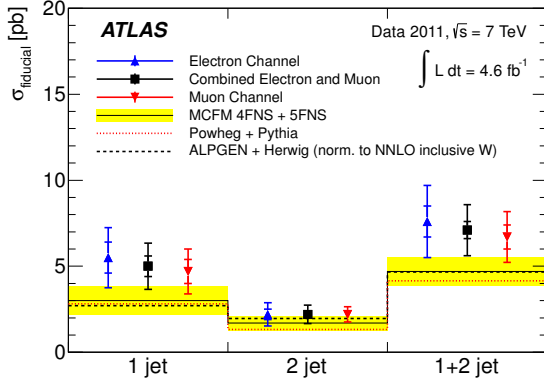 σfiducial [pb]
20
15
10
5
0
ATLAS
Data 2011, √s = 7 TeV
∫ L dt = 4.6 fb⁻¹
Electron Channel
Combined Electron and Muon
Muon Channel
MCFM 4FNS + 5FNS
Powheg + Pythia
ALPGEN + Herwig (norm. to NNLO inclusive W)
1 jet
2 jet
1+2 jet